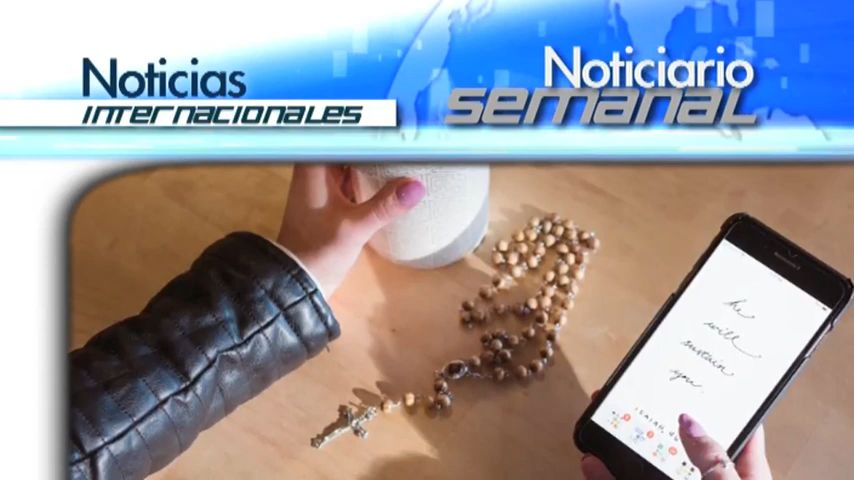 Noticias
internacionales
Noticiario
semanal
he
will
sustain
you.